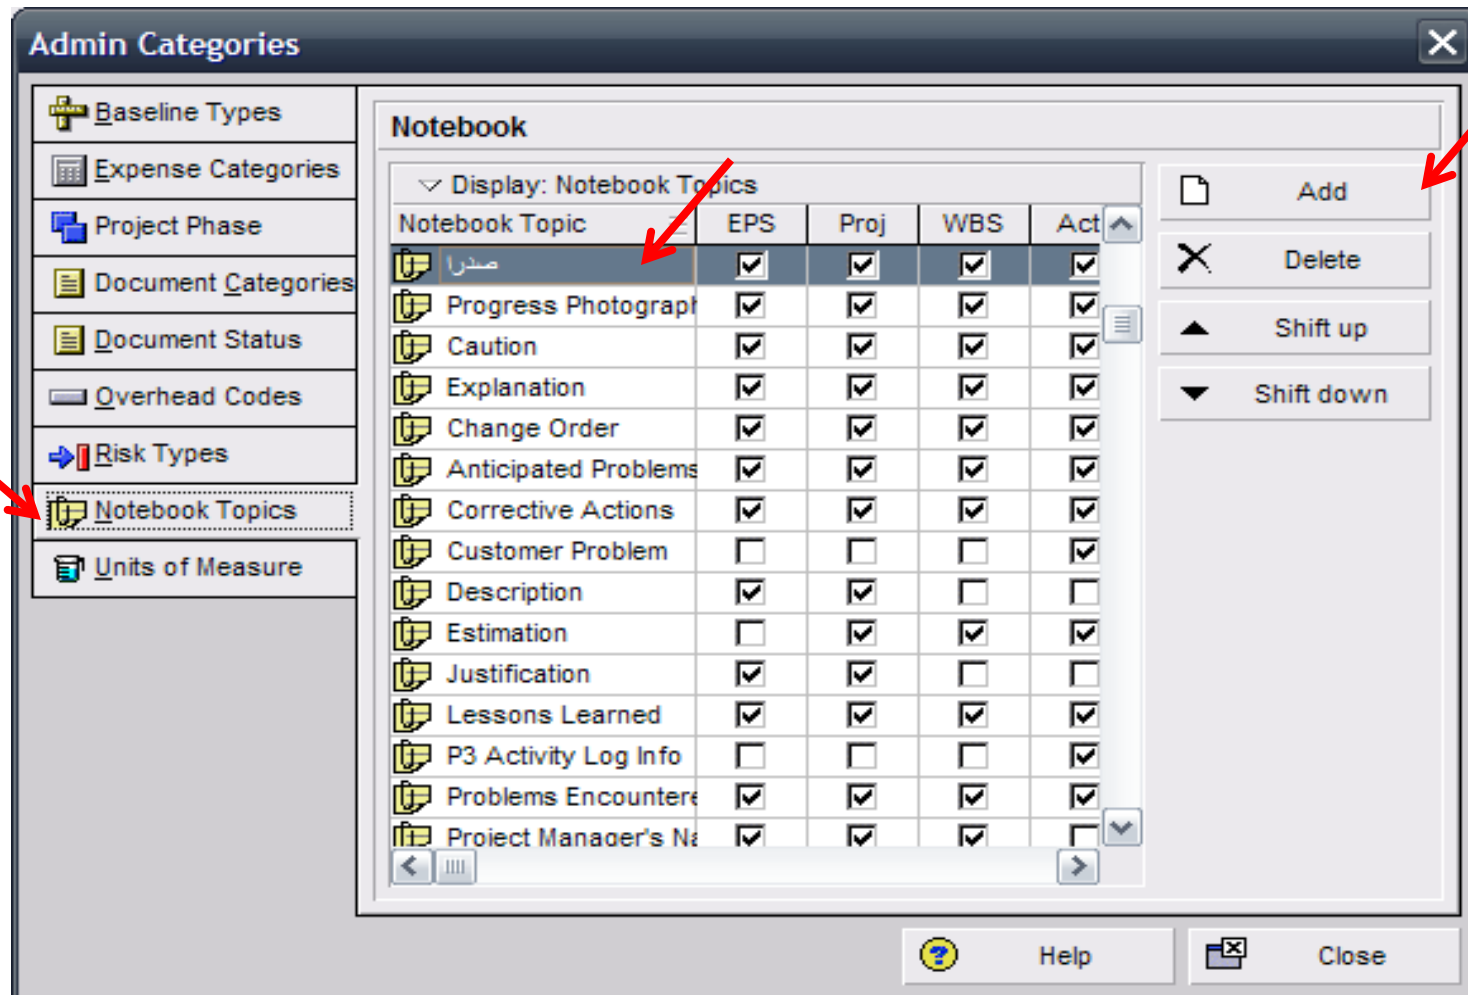 Admin Categories
Baseline Types
Expense Categories
Project Phase
Document Categories
Document Status
Overhead Codes
Risk Types
Notebook Topics
Units of Measure
Notebook
Display: Notebook Topics
Notebook Topic EPS Proj WBS Act
صدرا
Progress Photograph
Caution
Explanation
Change Order
Anticipated Problems
Corrective Actions
Customer Problem
Description
Estimation
Justification
Lessons Learned
P3 Activity Log Info
Problems Encountere
Project Manager's Na
Add
Delete
Shift up
Shift down
Help
Close